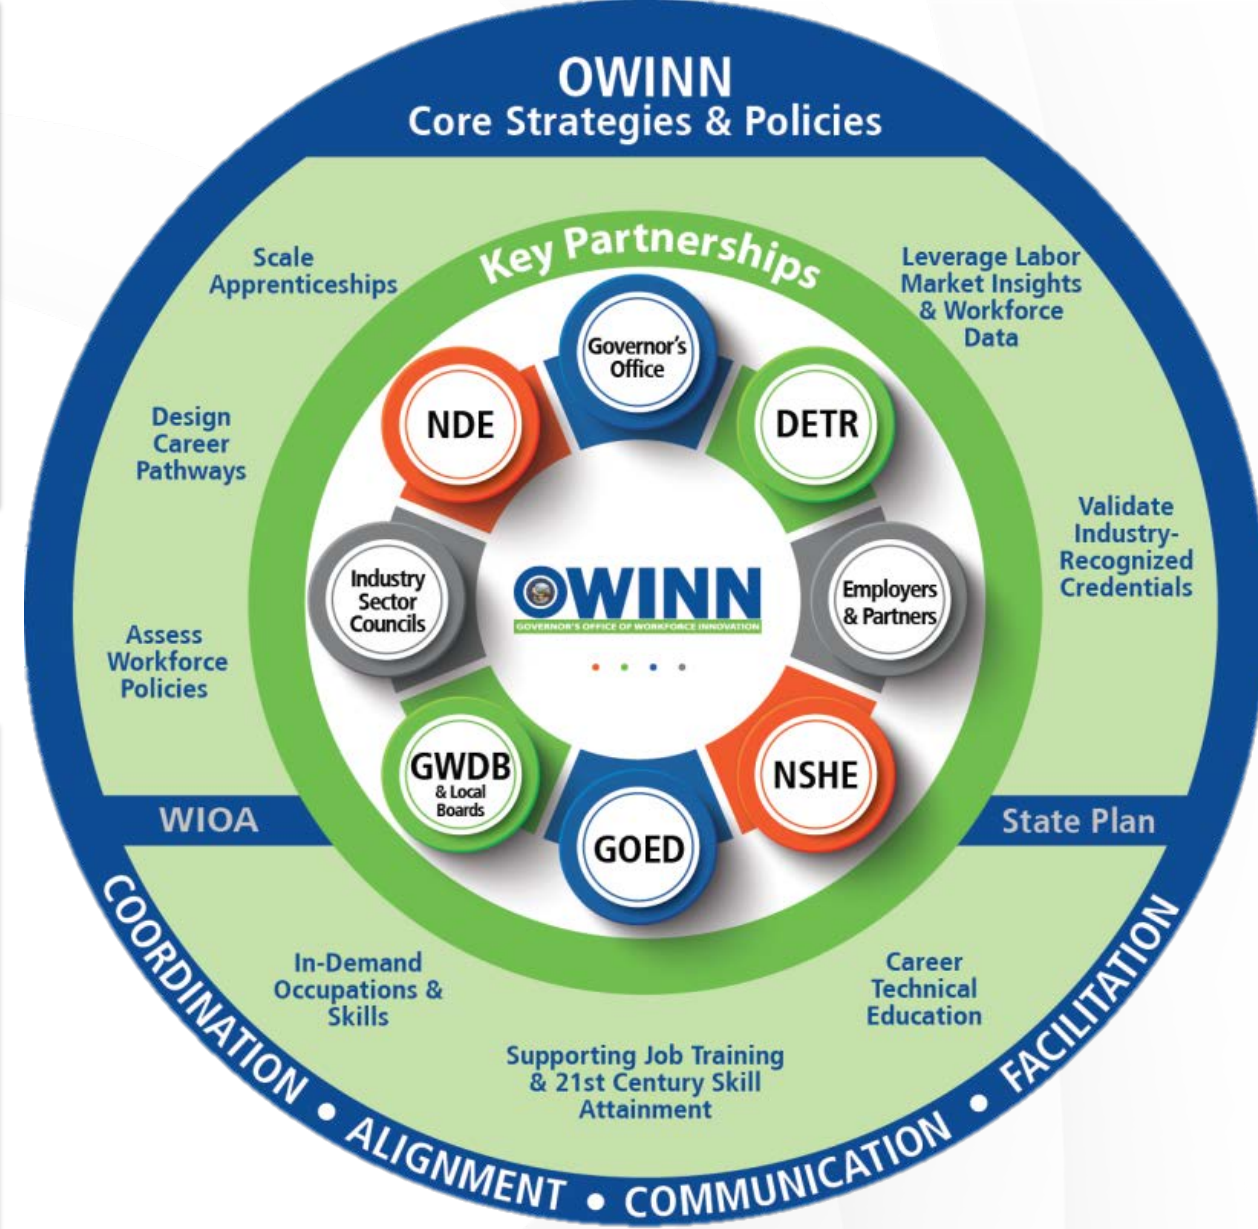 OWINN
Core Strategies & Policies
Key Partnerships
Scale
Apprenticeships
Leverage Labor
Market Insights
& Workforce
Data
Design
Career
Pathways
Validate
Industry-
Recognized
Credentials
Assess
Workforce
Policies
Governor's
Office
DETR
Employers
& Partners
NSHE
GOED
GWDB
& Local
Boards
Industry
Sector
Councils
NDE
OWINN
GOVERNOR'S OFFICE OF WORKFORCE INNOVATION
WIOA
State Plan
In-Demand
Occupations &
Skills
Supporting Job Training
& 21st Century Skill
Attainment
Career
Technical
Education
COORDINATION • ALIGNMENT • COMMUNICATION • FACILITATION